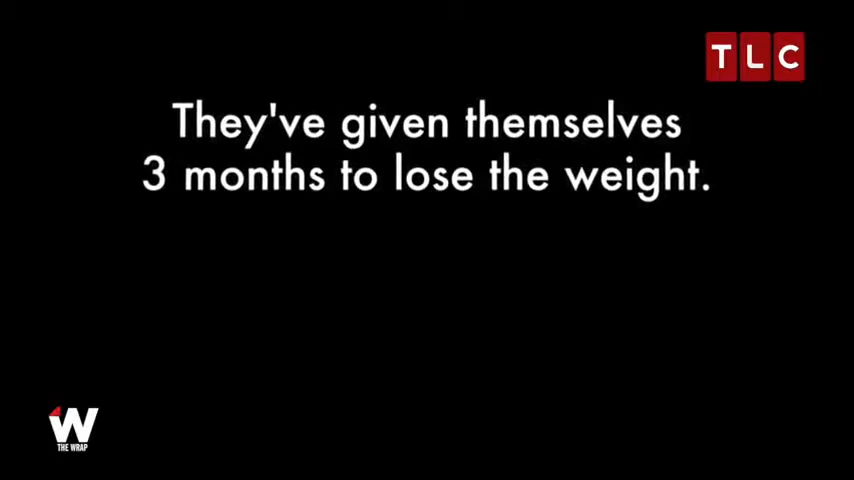 TLC
They've given themselves
3 months to lose the weight.
W
THE WRAP